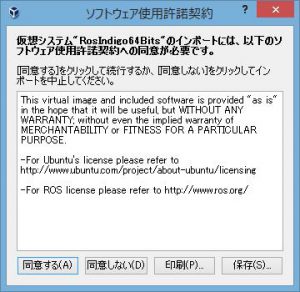 ソフトウェア使用許諾契約
仮想システム"RosIndigo64Bits"のインポートには、以下のソ
フトウェア使用許諾契約への同意が必要です。
[同意する]をクリックして続行するか、[同意しない]をクリックしてイン
ポートを中止してください。
This virtual image and included software is provided "as is"
in the hope that it will be useful, but WITHOUT ANY
WARRANTY; without even the implied warranty of
MERCHANTABILITY or FITNESS FOR A PARTICULAR
PURPOSE.
-For Ubuntu's license please refer to
http://www.ubuntu.com/project/about-ubuntu/licensing
-For ROS license please refer to http://www.ros.org/
同意する(A) 同意しない(D) 印刷(P)... 保存(S)...